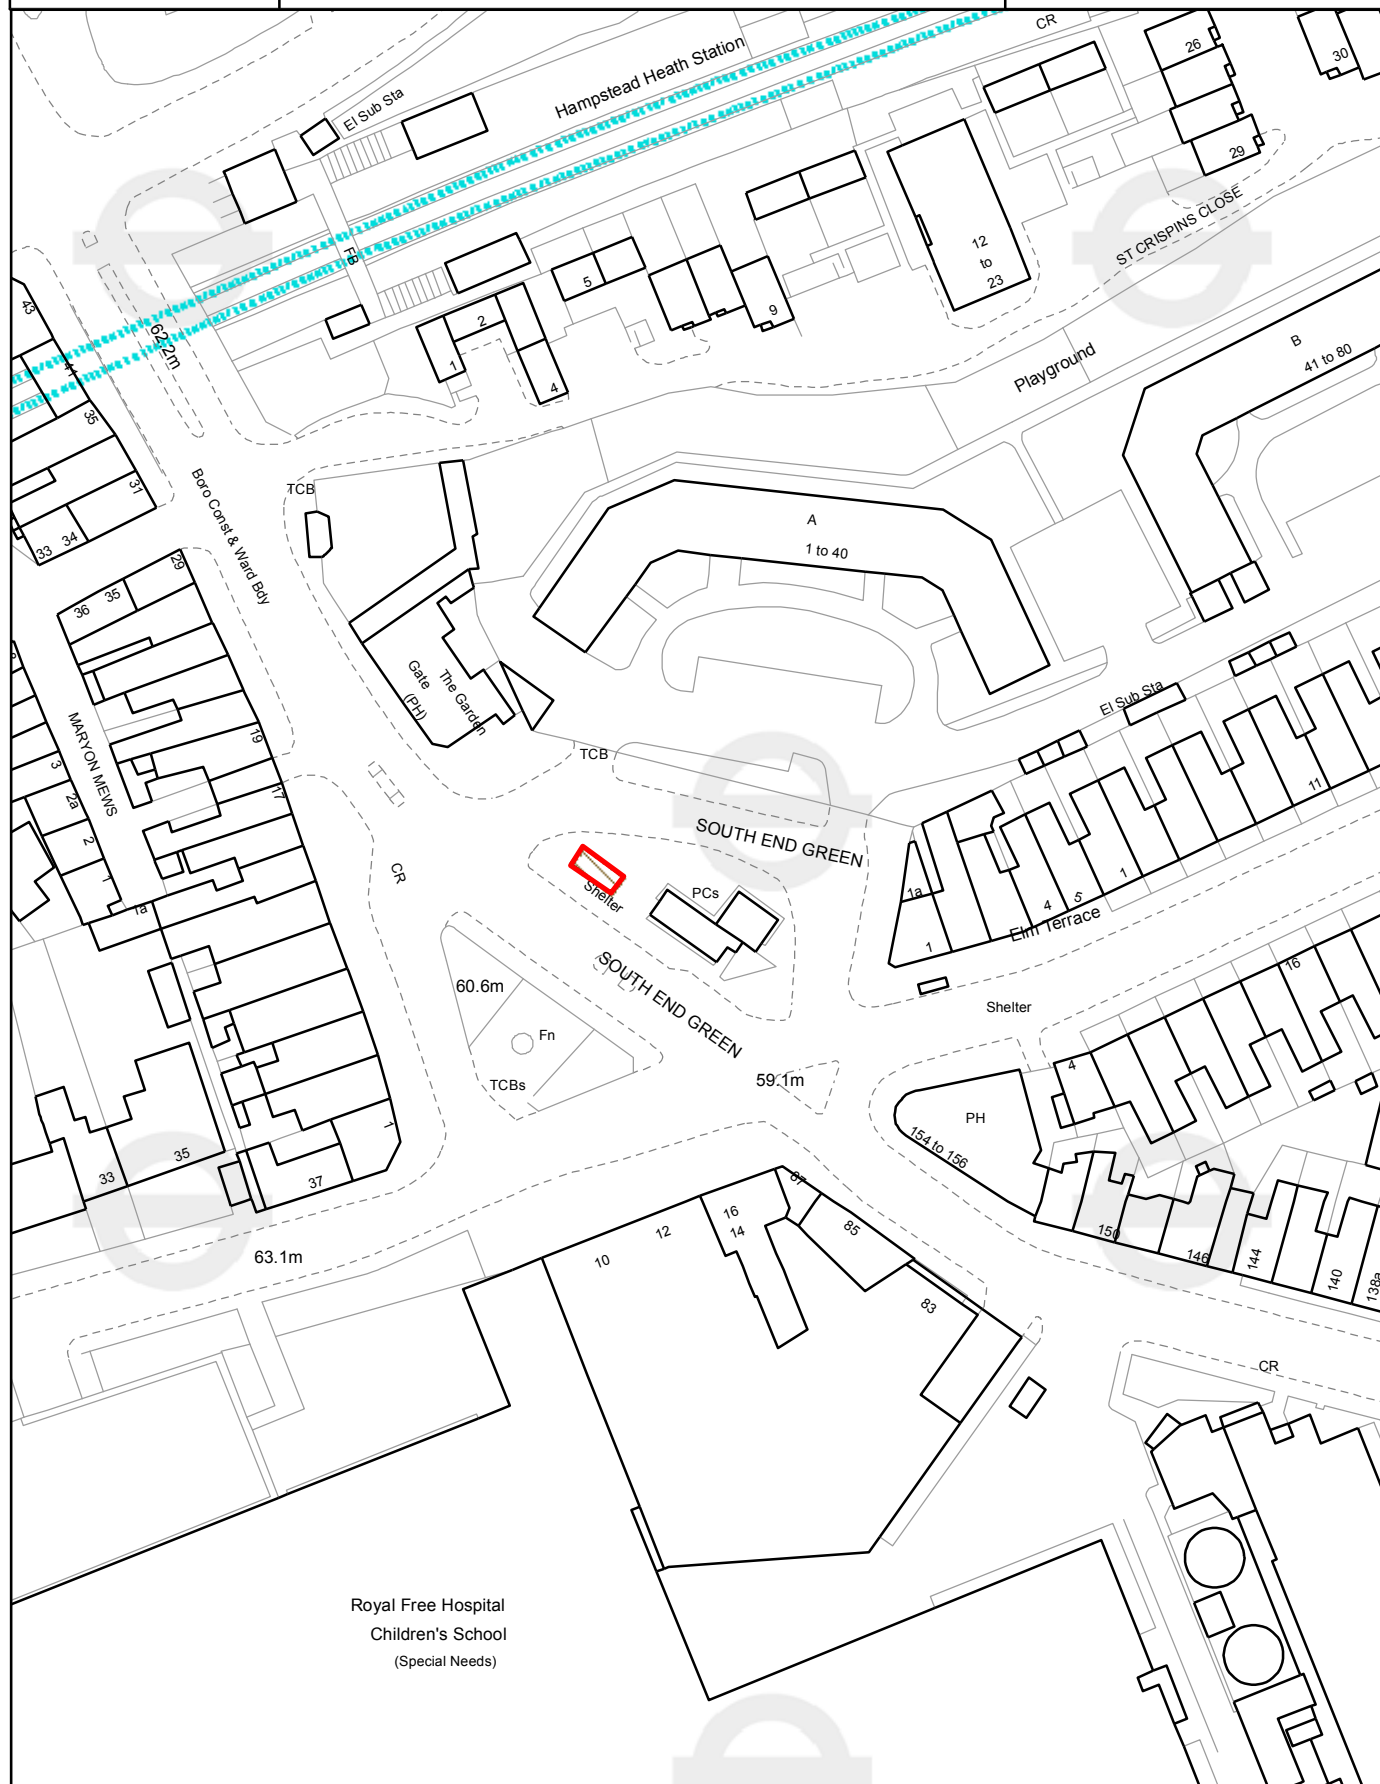 CR
26
30
Hampstead Heath Station
El Sub Sta
29
ST CRISPINS CLOSE
12
to
23
FB
5
43
62.2m
2
9
1
4
B
41 to 80
Playground
41
35
31
TCB
Boro Const & Ward Bdy
A
1 to 40
33
34
29
36
35
Gate
(PH)
The Garden
El Sub Sta
MARYON MEWS
19
TCB
3
2a
17
11
2
SOUTH END GREEN
1
CR
1a
Shelter
PCs
1a
4
5
1
1
Elm Terrace
SOUTH END GREEN
16
60.6m
Shelter
Fn
59.1m
TCBs
4
PH
154 to 156
1
35
33
37
87
16
14
12
85
10
150
146
144
140
138a
63.1m
83
CR
Royal Free Hospital
Children's School
(Special Needs)